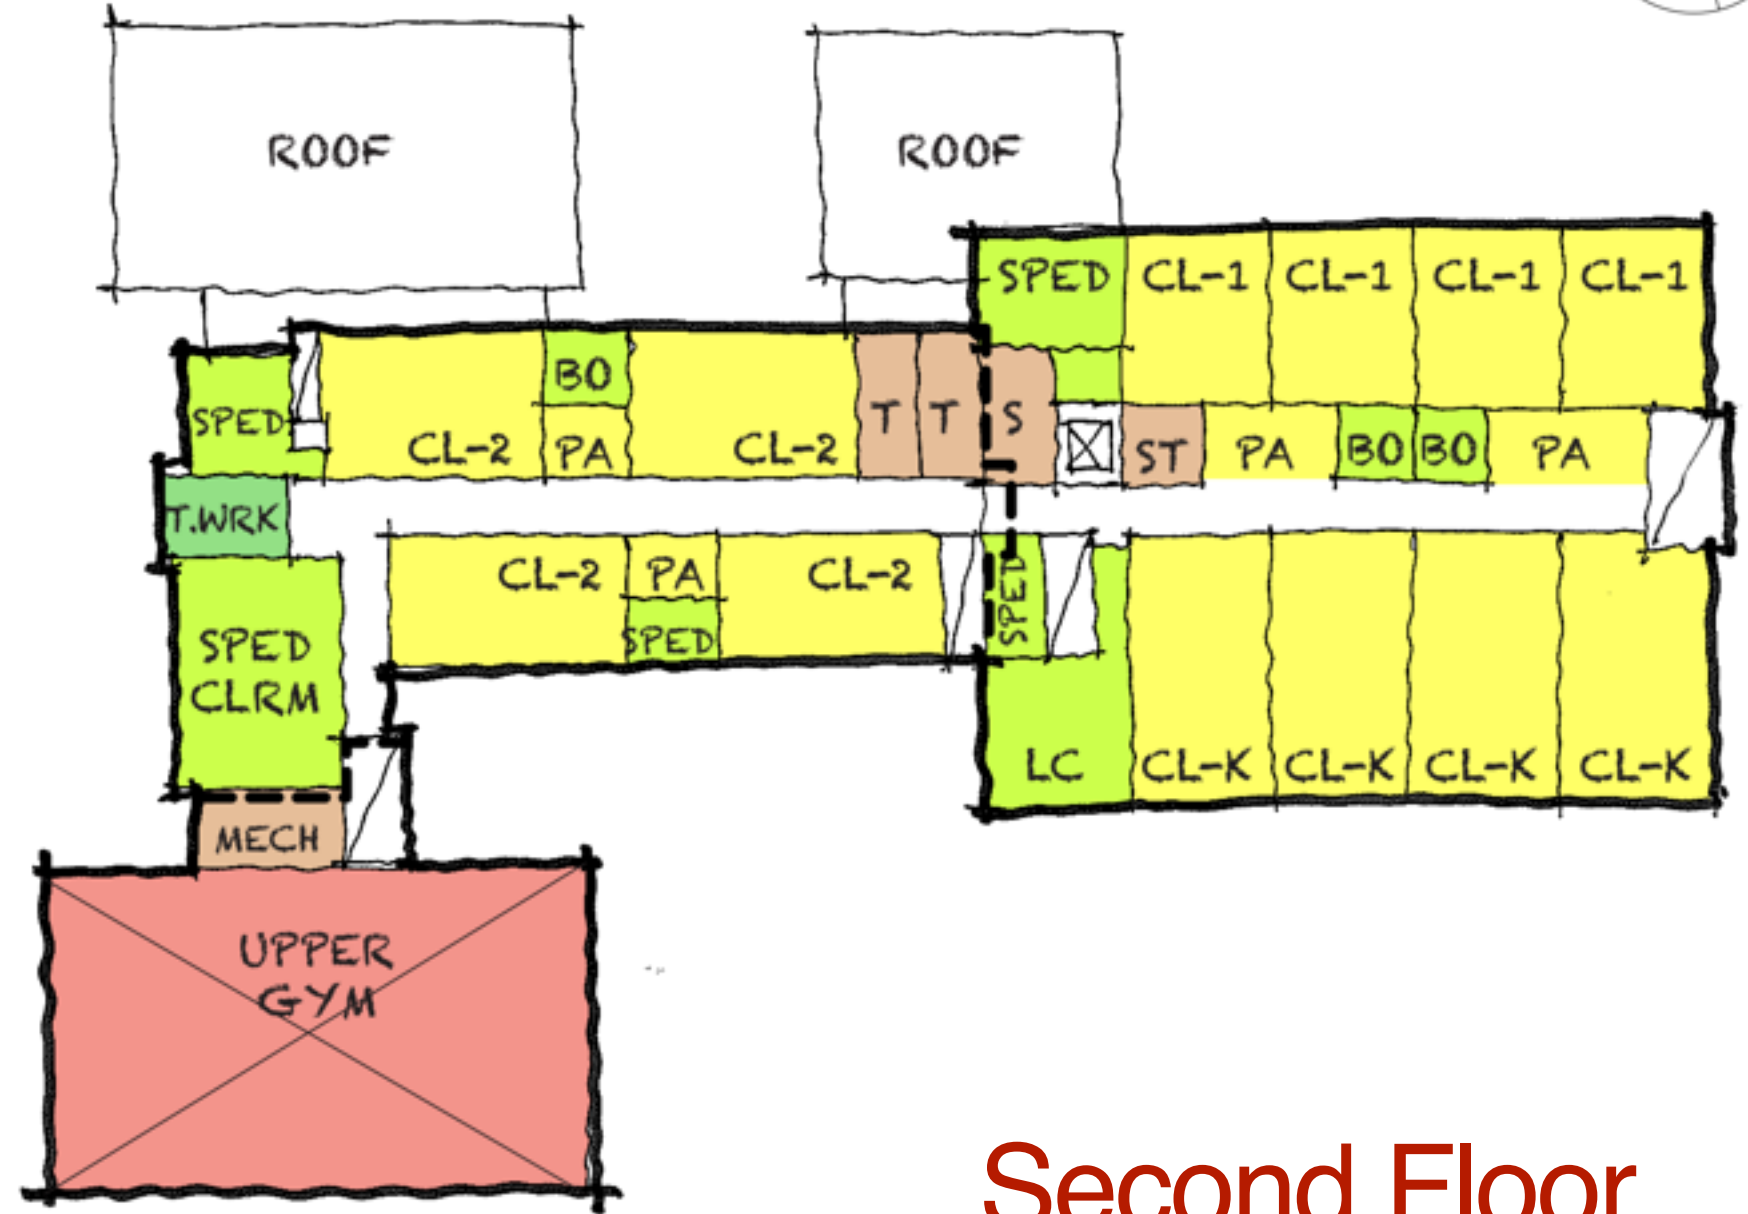 ROOF
ROOF
SPED
CL-1
CL-1
CL-1
CL-1
SPED
CL-2
BO
PA
CL-2
T
T
S
ST
PA
BO
BO
PA
T.WRK
CL-2
PA
SPED
CL-2
SPED
SPED
CLRM
LC
CL-K
CL-K
CL-K
CL-K
MECH
UPPER
GYM
Second Floor